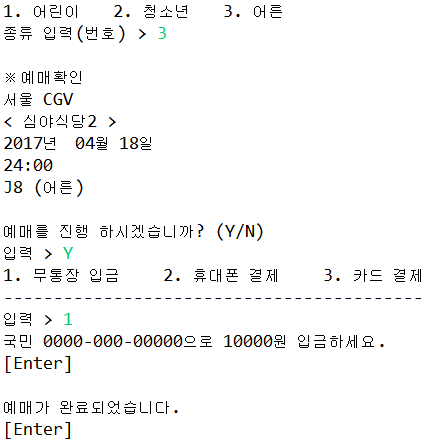 1. 어린이   2. 청소년   3. 어른
종류 입력(번호) > 3
※예매확인
서울 CGV
< 심야식당2 >
2017년  04월 18일
24:00
J8 (어른)
예매를 진행 하시겠습니까? (Y/N)
입력 > Y
1. 무통장 입금    2. 휴대폰 결제    3. 카드 결제
------------------------------------------
입력 > 1
국민 0000-000-00000으로 10000원 입금하세요.
[Enter]
예매가 완료되었습니다.
[Enter]